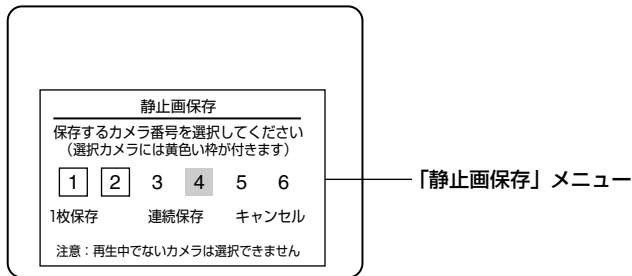 静止画保存
保存するカメラ番号を選択してください
（選択カメラには黄色い枠が付きます）
1 2 3 4 5 6
1枚保存 連続保存 キャンセル
注意：再生中でないカメラは選択できません
「静止画保存」メニュー